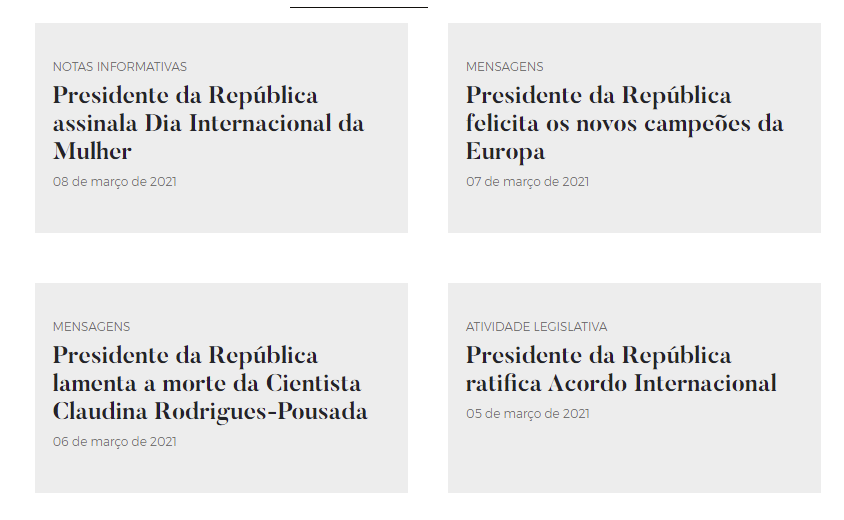 NOTAS INFORMATIVAS
Presidente da República
assinala Dia Internacional da
Mulher
08 de março de 2021
MENSAGENS
Presidente da República
felicita os novos campeões da
Europa
07 de março de 2021
MENSAGENS
Presidente da República
lamenta a morte da Cientista
Claudina Rodrigues-Pousada
06 de março de 2021
ATIVIDADE LEGISLATIVA
Presidente da República
ratifica Acordo Internacional
05 de março de 2021